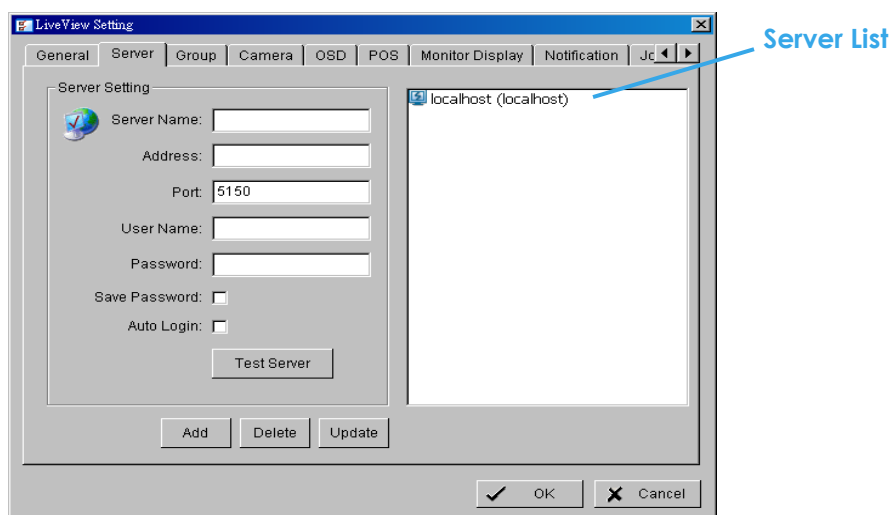 LiveView Setting
Server List
General Server Group Camera OSD POS Monitor Display Notification
Server Setting
Server Name:
Address:
Port: 5150
User Name:
Password:
Save Password:
Auto Login:
Test Server
localhost (localhost)
Add Delete Update
OK Cancel